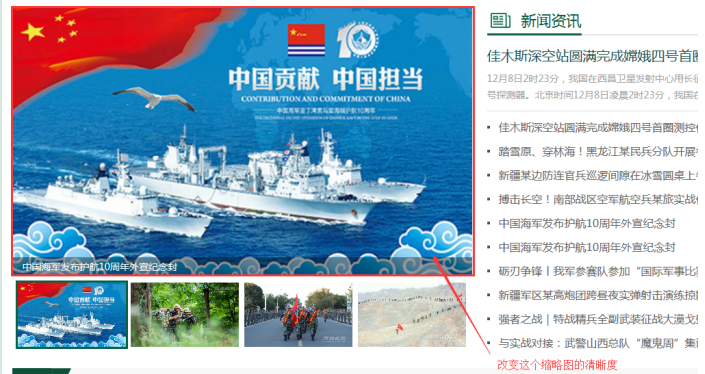 中国贡献 中国担当
CONTRIBUTION AND COMMITMENT OF CHINA
中国海军发布护航10周年外宣纪念封
新闻资讯
佳木斯深空站圆满完成嫦娥四号首圈
12月8日2时23分，我国在西昌卫星发射中心用长征
号探测器。北京时间12月8日凌晨2时23分，我国在
佳木斯深空站圆满完成嫦娥四号首圈测控任
踏雪原、穿林海！黑龙江某民兵分队开展
新疆某边防连官兵巡逻间隙在冰雪圆桌上
搏击长空！南部战区空军航空兵某旅实战
中国海军发布护航10周年外宣纪念封
中国海军发布护航10周年外宣纪念封
砺刃争锋丨我军参赛队参加“国际军事比
新疆军区某高炮团跨昼夜实弹射击演练
强者之战丨特战精兵全副武装征战大漠戈
与实战对接：武警山西总队“魔鬼周”集
改变这个缩略图的清晰度